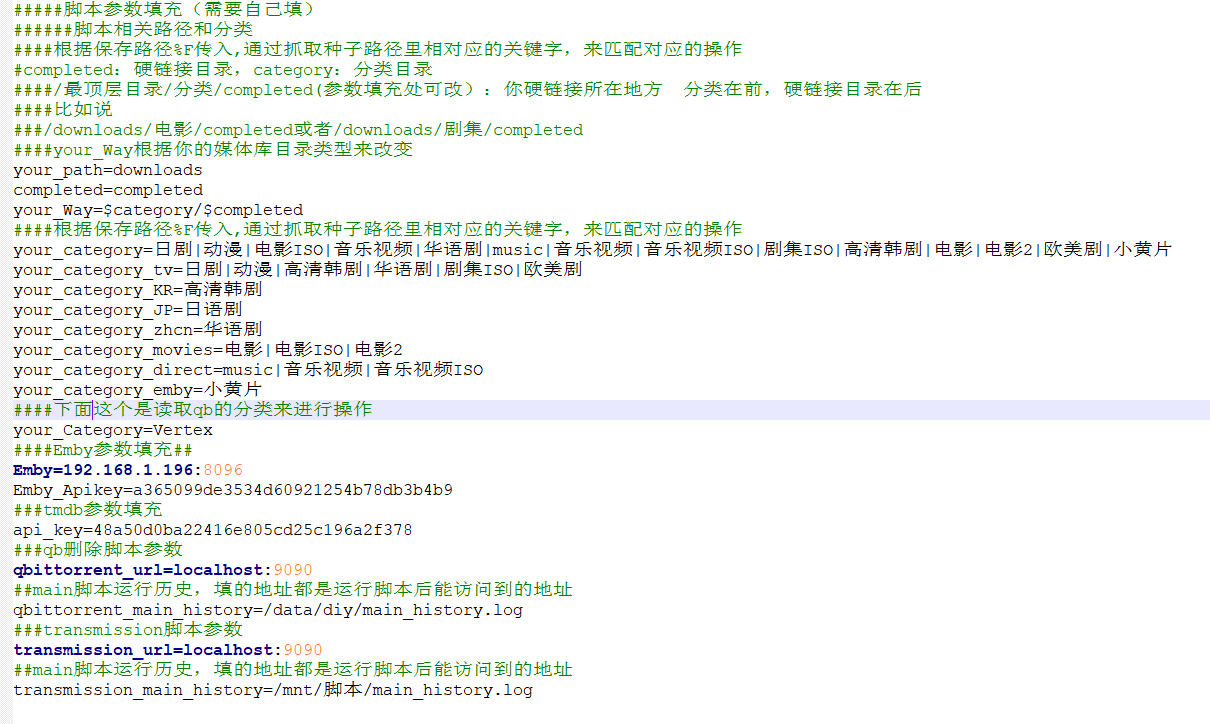 #####脚本参数填充（需要自己填）
######脚本相关路径和分类
####根据保存路径%F传入,通过抓取种子路径里相对应的关键字，来匹配对应的操作
#completed：硬链接目录，category：分类目录
####/最顶层目录/分类/completed(参数填充处可改）：你硬链接所在地方  分类在前，硬链接目录在后
####比如说
###/downloads/电影/completed或者/downloads/剧集/completed
####your_Way根据你的媒体库目录类型来改变
your_path=downloads
completed=completed
your_Way=$category/$completed
####根据保存路径%F传入,通过抓取种子路径里相对应的关键字，来匹配对应的操作
your_category=日剧|动漫|电影ISO|音乐视频|华语剧|music|音乐视频|音乐视频ISO|剧集ISO|高清韩剧|电影|电影2|欧美剧|小黄片
your_category_tv=日剧|动漫|高清韩剧|华语剧|剧集ISO|欧美剧
your_category_KR=高清韩剧
your_category_JP=日语剧
your_category_zhcn=华语剧
your_category_movies=电影|电影ISO|电影2
your_category_direct=music|音乐视频|音乐视频ISO
your_category_emby=小黄片
####下面这个是读取qb的分类来进行操作
your_Category=Vertex
####Emby参数填充##
Emby=192.168.1.196:8096
Emby_Apikey=a365099de3534d60921254b78db3b4b9
###tmdb参数填充
api_key=48a50d0ba22416e805cd25c196a2f378
###qb删除脚本参数
qbittorrent_url=localhost:9090
##main脚本运行历史，填的地址都是运行脚本后能访问到的地址
qbittorrent_main_history=/data/diy/main_history.log
###transmission脚本参数
transmission_url=localhost:9090
##main脚本运行历史，填的地址都是运行脚本后能访问到的地址
transmission_main_history=/mnt/脚本/main_history.log